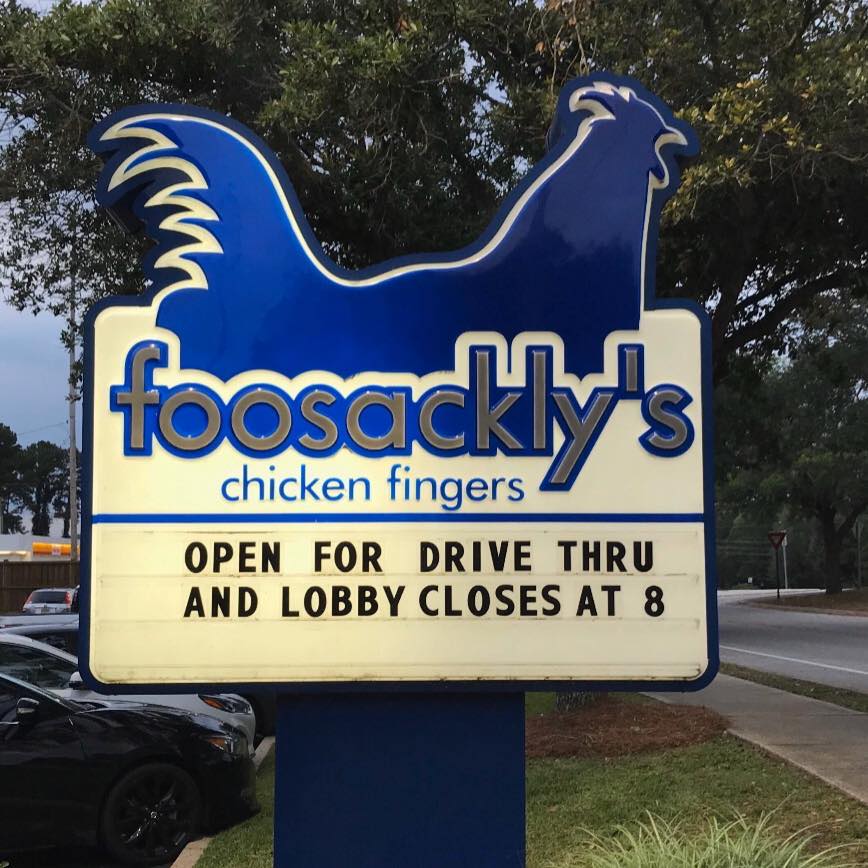 foosackly's
chicken fingers
OPEN FOR DRIVE THRU
AND LOBBY CLOSES AT 8